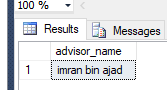 100 %
Results Messages
advisor_name
1 imran bin ajad